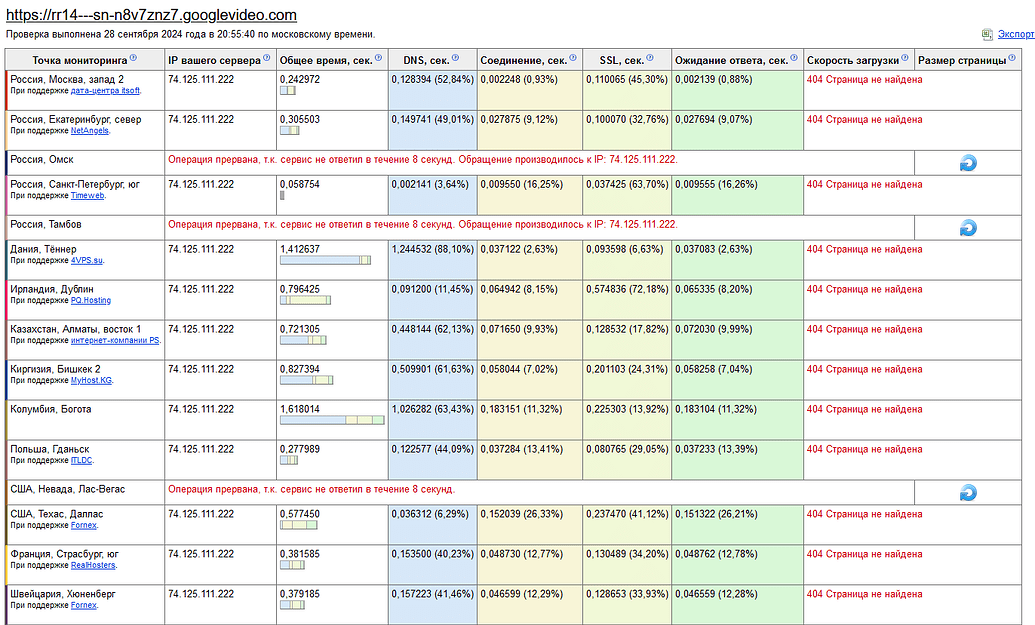 https://rr14---sn-n8v7znz7.googlevideo.com
Проверка выполнена 28 сентября 2024 года в 20:55:40 по московскому времени.
Экспорт
Точка мониторинга IP вашего сервера Общее время, сек. DNS, сек. Соединение, сек. SSL, сек. Ожидание ответа, сек. Скорость загрузки Размер страницы
Россия, Москва, запад 2 74.125.111.222 0,242972 0,128394 (52,84%) 0,002248 (0,93%) 0,110065 (45,30%) 0,002139 (0,88%) 404 Страница не найдена
При поддержке дата-центра itsoft.
Россия, Екатеринбург, север 74.125.111.222 0,305503 0,149741 (49,01%) 0,027875 (9,12%) 0,100070 (32,76%) 0,027694 (9,07%) 404 Страница не найдена
При поддержке NetAngels.
Россия, Омск Операция прервана, т.к. сервис не ответил в течение 8 секунд. Обращение производилось к IP: 74.125.111.222.
Россия, Санкт-Петербург, юг 74.125.111.222 0,058754 0,002141 (3,64%) 0,009550 (16,25%) 0,037425 (63,70%) 0,009555 (16,26%) 404 Страница не найдена
При поддержке Timeweb.
Россия, Тамбов Операция прервана, т.к. сервис не ответил в течение 8 секунд. Обращение производилось к IP: 74.125.111.222.
Дания, Тённер 74.125.111.222 1,412637 1,244532 (88,10%) 0,037122 (2,63%) 0,093598 (6,63%) 0,037083 (2,63%) 404 Страница не найдена
При поддержке 4VPS.su.
Ирландия, Дублин 74.125.111.222 0,796425 0,091200 (11,45%) 0,064942 (8,15%) 0,574836 (72,18%) 0,065335 (8,20%) 404 Страница не найдена
При поддержке PQ.Hosting
Казахстан, Алматы, восток 1 74.125.111.222 0,721305 0,448144 (62,13%) 0,071650 (9,93%) 0,128532 (17,82%) 0,072030 (9,99%) 404 Страница не найдена
При поддержке интернет-компании PS.
Киргизия, Бишкек 2 74.125.111.222 0,827394 0,509901 (61,63%) 0,058044 (7,02%) 0,201103 (24,31%) 0,058258 (7,04%) 404 Страница не найдена
При поддержке MyHost.KG.
Колумбия, Богота 74.125.111.222 1,618014 1,026282 (63,43%) 0,183151 (11,32%) 0,225303 (13,92%) 0,183104 (11,32%) 404 Страница не найдена
Польша, Гданьск 74.125.111.222 0,277989 0,122577 (44,09%) 0,037284 (13,41%) 0,080765 (29,05%) 0,037233 (13,39%) 404 Страница не найдена
При поддержке ITLDC.
США, Невада, Лас-Вегас Операция прервана, т.к. сервис не ответил в течение 8 секунд.
США, Техас, Даллас 74.125.111.222 0,577450 0,036312 (6,29%) 0,152039 (26,33%) 0,237470 (41,12%) 0,151322 (26,21%) 404 Страница не найдена
При поддержке Fornex.
Франция, Страсбург, юг 74.125.111.222 0,381585 0,153500 (40,23%) 0,048730 (12,77%) 0,130489 (34,20%) 0,048762 (12,78%) 404 Страница не найдена
При поддержке RealHosters.
Швейцария, Хюненберг 74.125.111.222 0,379185 0,157223 (41,46%) 0,046599 (12,29%) 0,128653 (33,93%) 0,046559 (12,28%) 404 Страница не найдена
При поддержке Fornex.